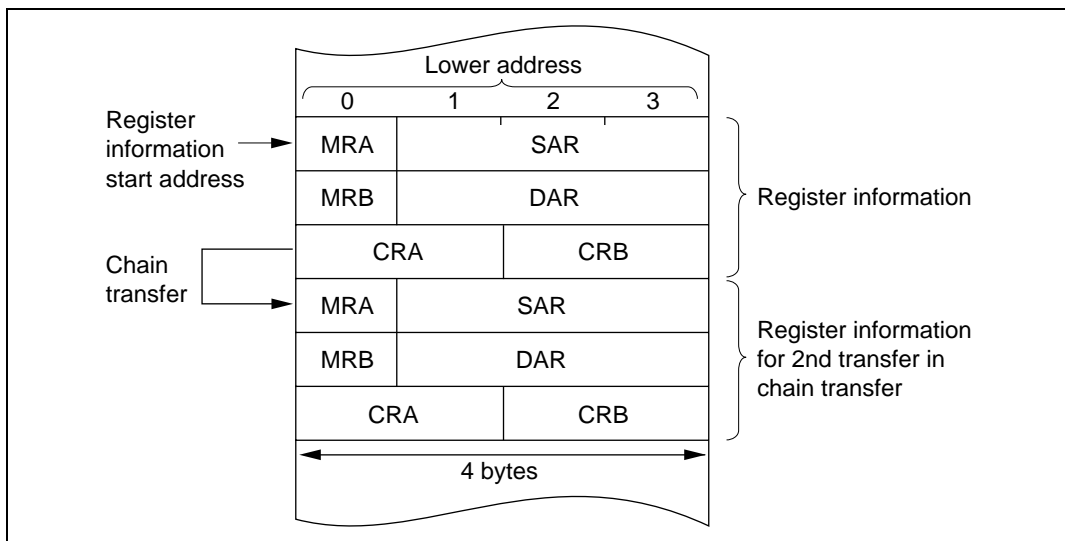 Lower address
0 1 2 3
Register
information
start address
MRA SAR
MRB DAR
CRA CRB
Register information
Chain
transfer
MRA SAR
MRB DAR
CRA CRB
Register information
for 2nd transfer in
chain transfer
4 bytes